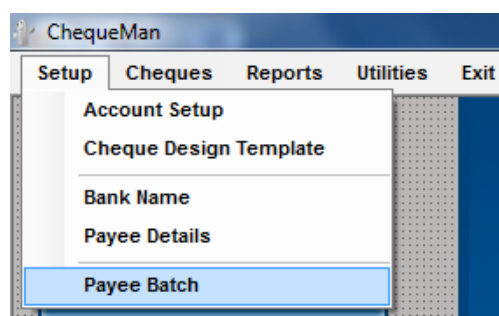 ChequeMan
Setup Cheques Reports Utilities Exit
Account Setup
Cheque Design Template
Bank Name
Payee Details
Payee Batch